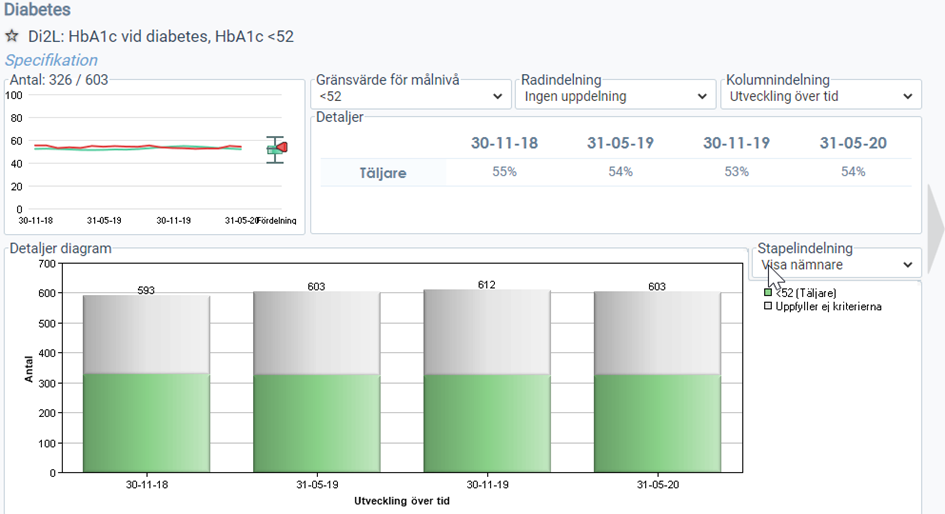 Diabetes
☆ Di2L: HbA1c vid diabetes, HbA1c <52
Specifikation
Antal: 326 / 603
100
80
60
40
20
0
30-11-18 31-05-19 30-11-19 31-05-20 Fördelning
Gränsvärde för målnivå
<52
Radindelning
Ingen uppdelning
Kolumnindelning
Utveckling över tid
Detaljer
30-11-18 31-05-19 30-11-19 31-05-20
Täljare 55% 54% 53% 54%
Detaljer diagram
700
600
500
400
300
200
100
0
Antal
593 603 612 603
30-11-18 31-05-19 30-11-19 31-05-20
Utveckling över tid
Stapelindelning
Visa nämnare
<52 (Täljare)
Uppfyller ej kriterierna